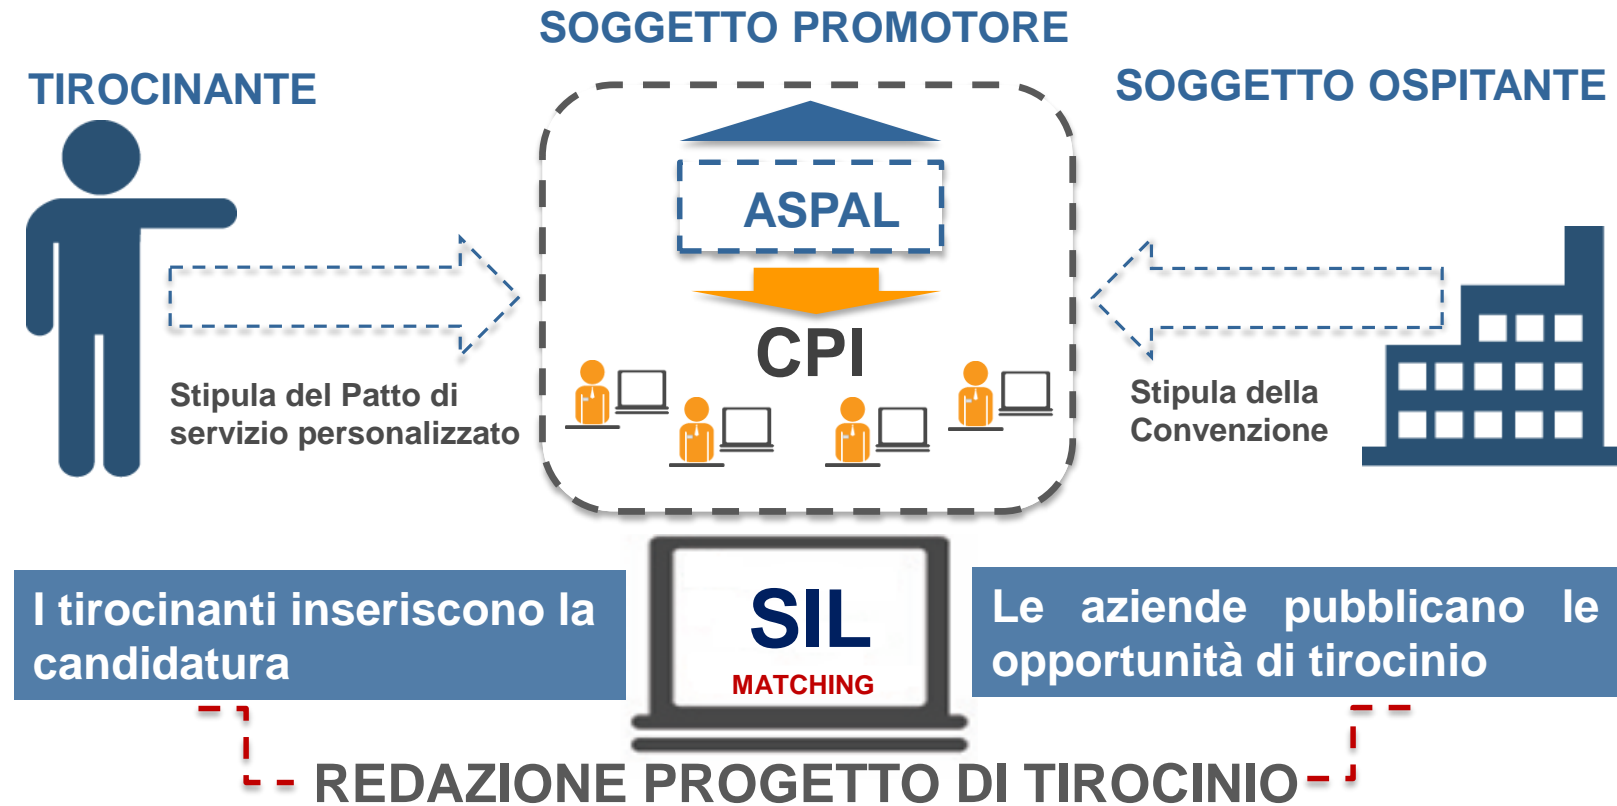 SOGGETTO PROMOTORE
TIROCINANTE
SOGGETTO OSPITANTE
ASPAL
CPI
Stipula del Patto di
servizio personalizzato
Stipula della
Convenzione
I tirocinanti inseriscono la
candidatura
SIL
MATCHING
Le aziende pubblicano le
opportunità di tirocinio
REDAZIONE PROGETTO DI TIROCINIO